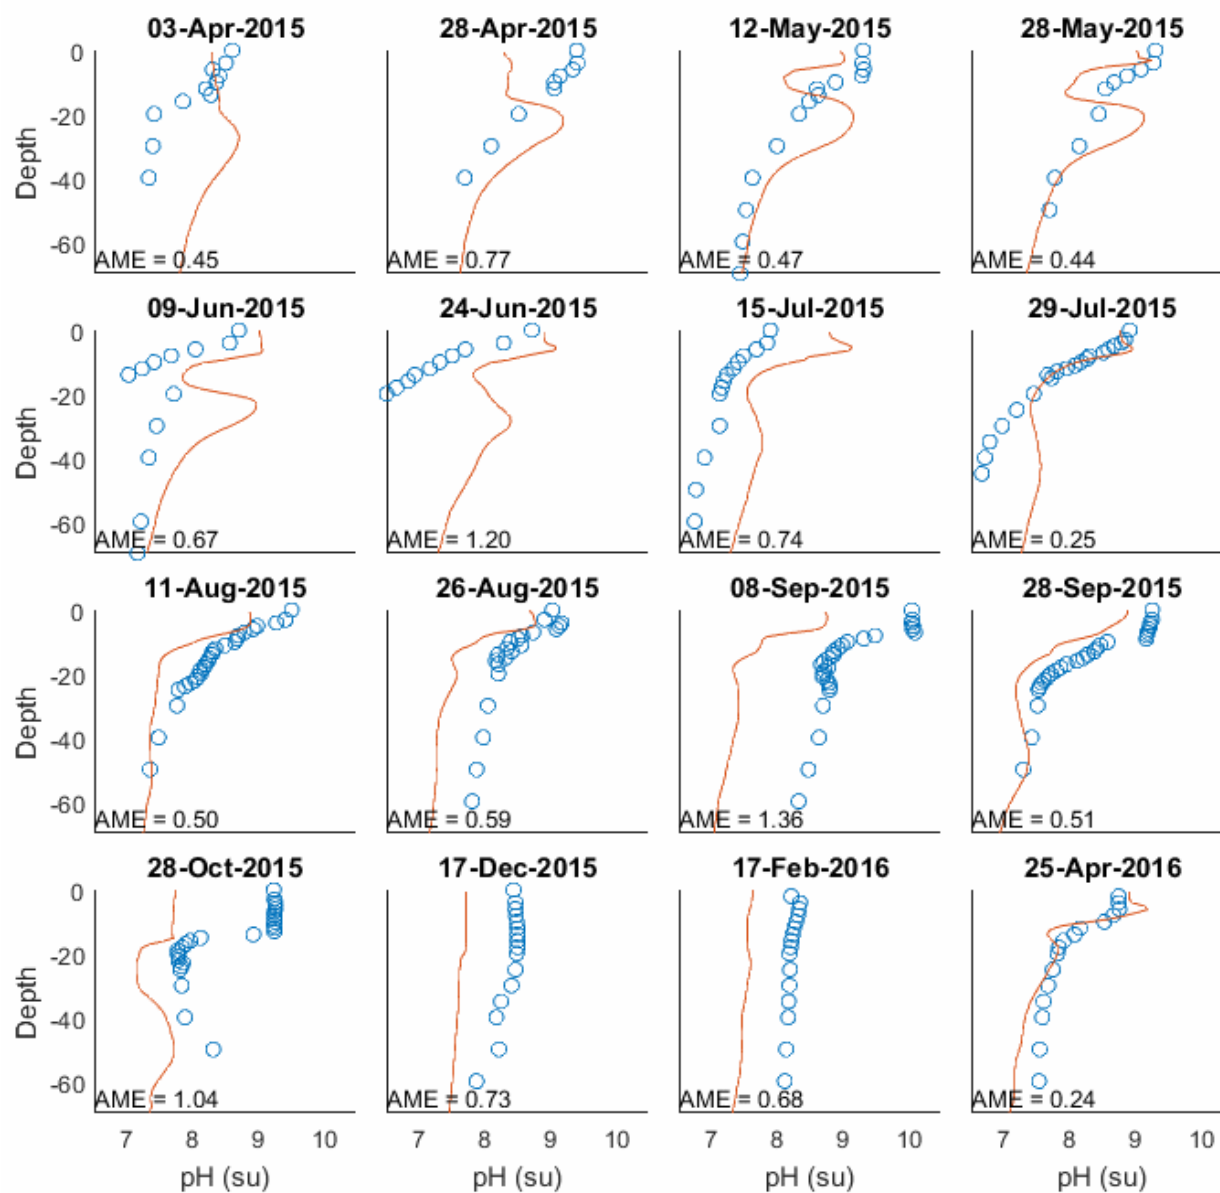 03-Apr-2015 28-Apr-2015 12-May-2015 28-May-2015
0
-20
-40
-60
Depth
AME = 0.45 AME = 0.77 AME = 0.47 AME = 0.44
09-Jun-2015 24-Jun-2015 15-Jul-2015 29-Jul-2015
0
-20
-40
-60
Depth
AME = 0.67 AME = 1.20 AME = 0.74 AME = 0.25
11-Aug-2015 26-Aug-2015 08-Sep-2015 28-Sep-2015
0
-20
-40
-60
Depth
AME = 0.50 AME = 0.59 AME = 1.36 AME = 0.51
28-Oct-2015 17-Dec-2015 17-Feb-2016 25-Apr-2016
0
-20
-40
-60
Depth
AME = 1.04 AME = 0.73 AME = 0.68 AME = 0.24
7 8 9 10 7 8 9 10 7 8 9 10 7 8 9 10
pH (su) pH (su) pH (su) pH (su)